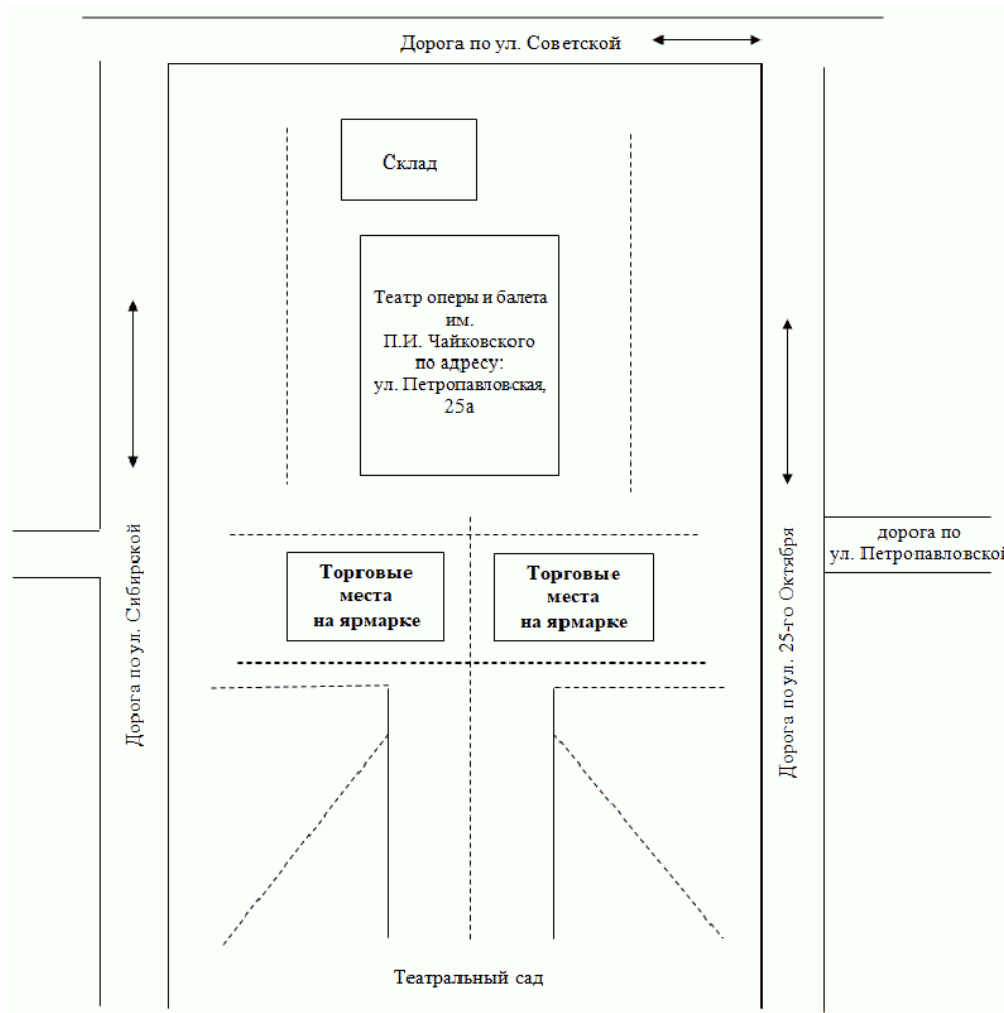 Дорога по ул. Советской
Склад
Театр оперы и балета
им.
П.И. Чайковского
по адресу:
ул. Петропавловская,
25а
Дорога по ул. Сибирской
Торговые
места
на ярмарке
Торговые
места
на ярмарке
Дорога по ул. 25-го Октября
дорога по
ул. Петропавловской
Театральный сад